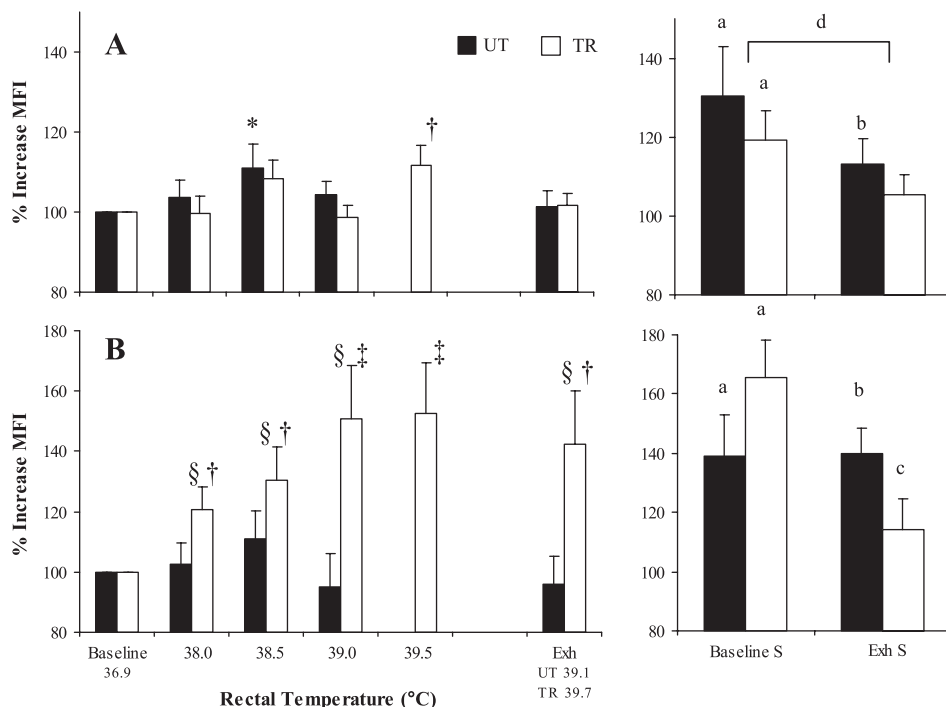 A
UT TR
% Increase MFI
140
120
100
80
*
†
a
d
a
b
140
120
100
80
B
% Increase MFI
180
160
140
120
100
80
§ †
§ †
§ ‡
‡
§ †
a
a
b
c
180
160
140
120
100
80
Baseline 38.0 38.5 39.0 39.5 Exh
36.9 UT 39.1
TR 39.7
Rectal Temperature (°C)
Baseline S Exh S